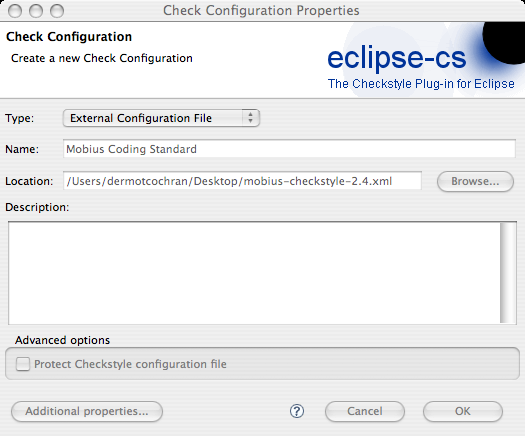 Check Configuration Properties
Check Configuration
Create a new Check Configuration
eclipse-cs
The Checkstyle Plug-in for Eclipse
Type: External Configuration File
Name: Mobius Coding Standard
Location: /Users/dermotcochran/Desktop/mobius-checkstyle-2.4.xml Browse...
Description:
Advanced options
Protect Checkstyle configuration file
Additional properties... ? Cancel OK